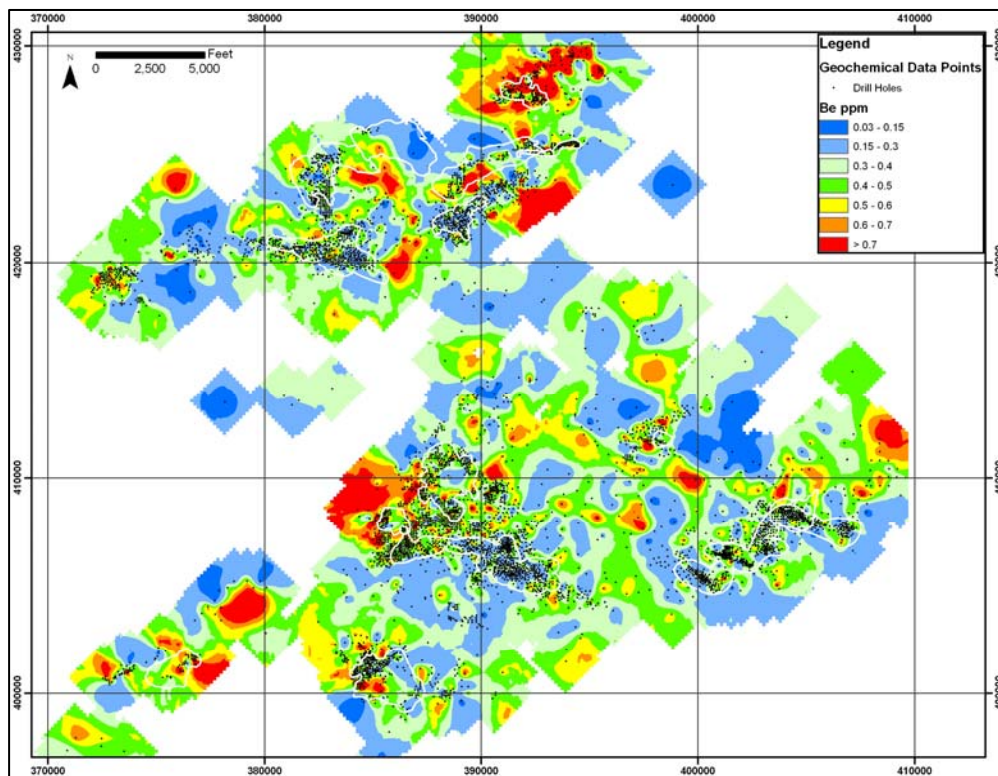 370000 380000 390000 400000 410000
430000
N
Feet
0 2,500 5,000
Legend
Geochemical Data Points
Drill Holes
Be ppm
0.03 - 0.15
0.15 - 0.3
0.3 - 0.4
0.4 - 0.5
0.5 - 0.6
0.6 - 0.7
> 0.7
420000
410000
400000
370000 380000 390000 400000 410000